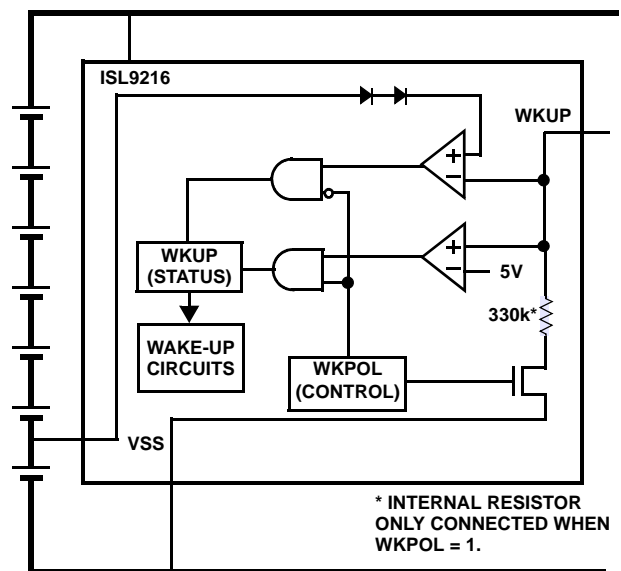 ISL9216
WKUP
+
−
+
−
5V
WKUP
(STATUS)
330k*
WAKE-UP
CIRCUITS
WKPOL
(CONTROL)
VSS
* INTERNAL RESISTOR
ONLY CONNECTED WHEN
WKPOL = 1.